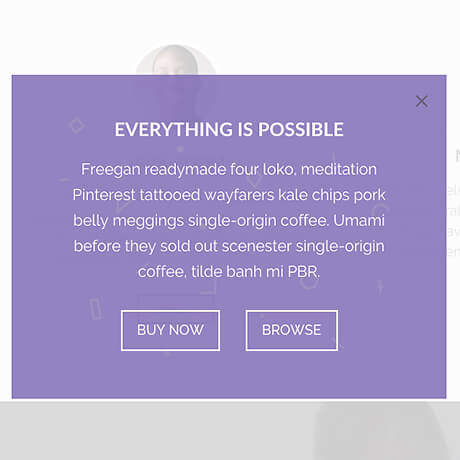 EVERYTHING IS POSSIBLE
Freegan readymade four loko, meditation
Pinterest tattooed wayfarers kale chips pork
belly meggings single-origin coffee. Umami
before they sold out scenester single-origin
coffee, tilde banh mi PBR.
BUY NOW
BROWSE